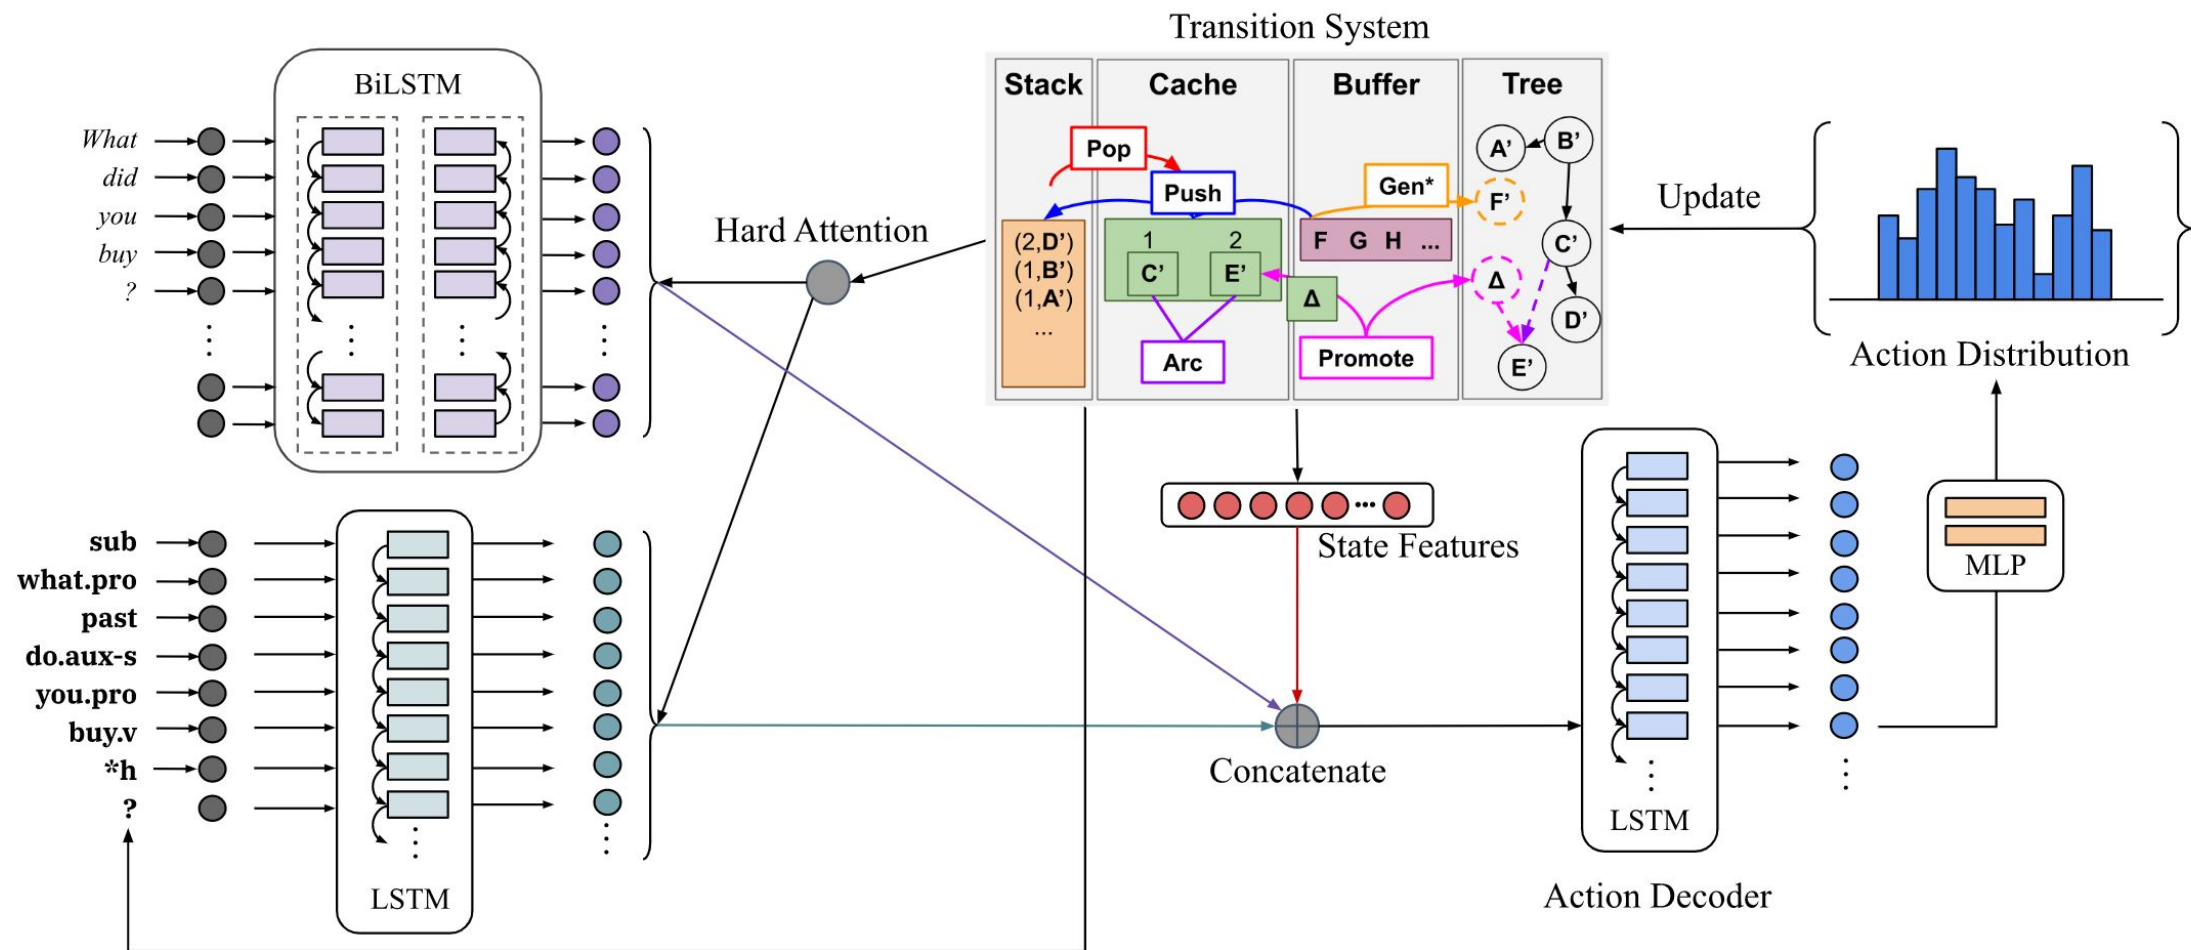 Transition System
BiLSTM
What
did
you
buy
?
Hard Attention
Stack
Cache
Buffer
Tree
Pop
Push
Gen*
(2,D’)
(1,B’)
(1,A’)
...
1
2
C’
E’
F G H ...
Δ
Arc
Promote
A’
B’
F’
C’
Δ
D’
E’
Update
Action Distribution
sub
what.pro
past
do.aux-s
you.pro
buy.v
*h
?
LSTM
State Features
Concatenate
LSTM
Action Decoder
MLP